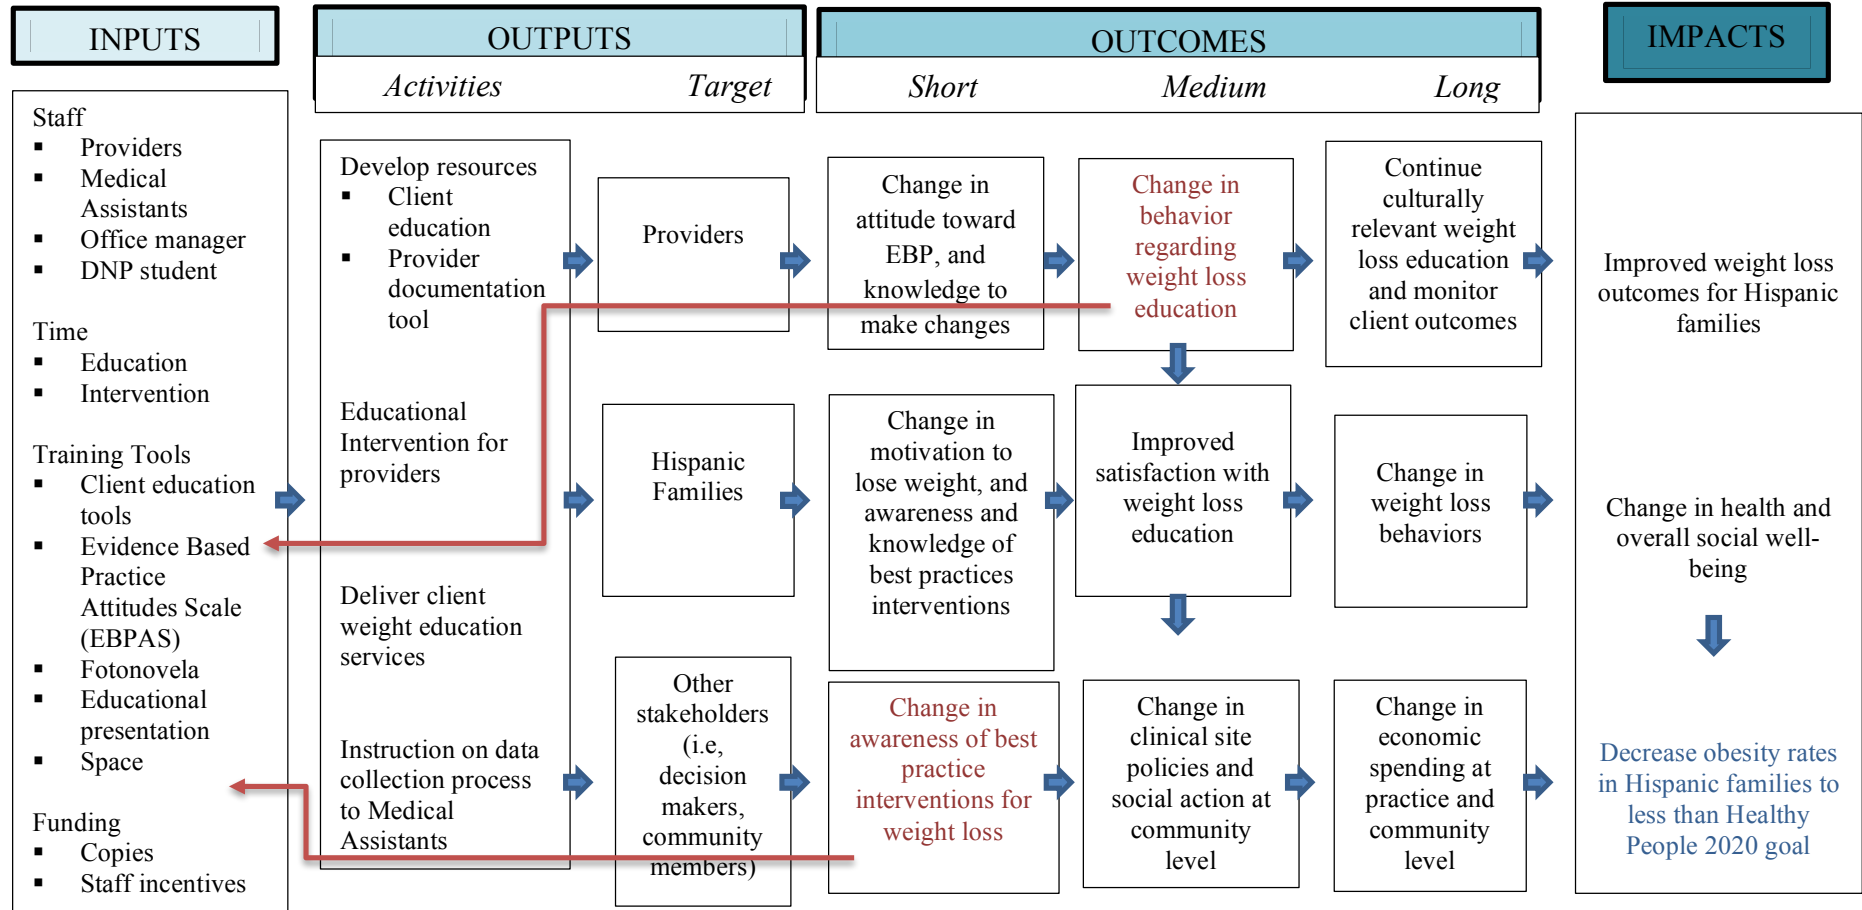 INPUTS
OUTPUTS
OUTCOMES
IMPACTS
Activities
Target
Short
Medium
Long
Staff
▪ Providers
▪ Medical
Assistants
▪ Office manager
▪ DNP student
Time
▪ Education
▪ Intervention
Training Tools
▪ Client education
tools
▪ Evidence Based
Practice
Attitudes Scale
(EBPAS)
▪ Fotonovela
▪ Educational
presentation
▪ Space
Funding
▪ Copies
▪ Staff incentives
Develop resources
▪ Client
education
▪ Provider
documentation
tool
Educational
Intervention for
providers
Deliver client
weight education
services
Instruction on data
collection process
to Medical
Assistants
Providers
Hispanic
Families
Other
stakeholders
(i.e,
decision
makers,
community
members)
Change in
attitude toward
EBP, and
knowledge to
make changes
Change in
motivation to
lose weight, and
awareness and
knowledge of
best practices
interventions
Change in
awareness of best
practice
interventions for
weight loss
Change in
behavior
regarding
weight loss
education
Improved
satisfaction with
weight loss
education
Change in
clinical site
policies and
social action at
community
level
Continue
culturally
relevant weight
loss education
and monitor
client outcomes
Change in
weight loss
behaviors
Change in
economic
spending at
practice and
community
level
Improved weight loss
outcomes for Hispanic
families
Change in health and
overall social well-
being
Decrease obesity rates
in Hispanic families to
less than Healthy
People 2020 goal